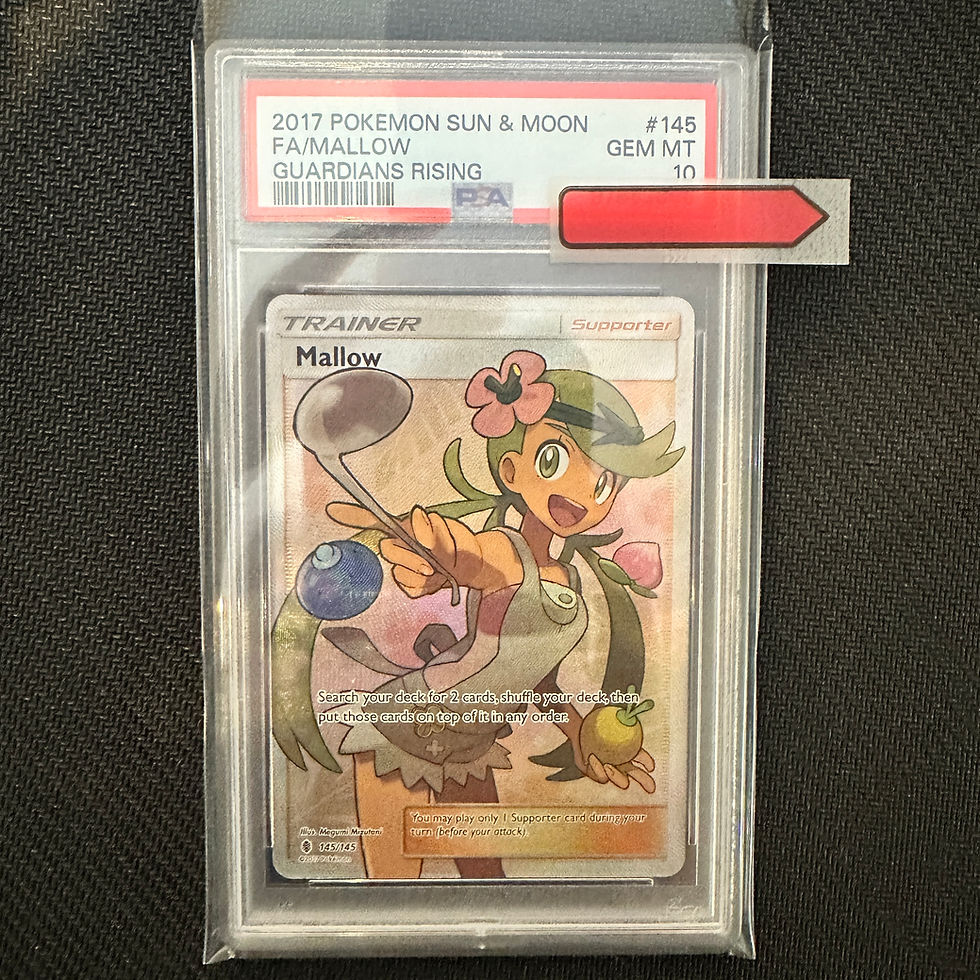 2017 POKEMON SUN & MOON #145
FA/MALLOW GEM MT
GUARDIANS RISING 10
PSA
TRAINER Supporter
Mallow
Search your deck for 2 cards, shuffle your deck, then
put those cards on top of it in any order.
You may play only 1 Supporter card during your
turn (before your attack).
Illus. Megumi Mizutani
145/145
©2017 Pokémon